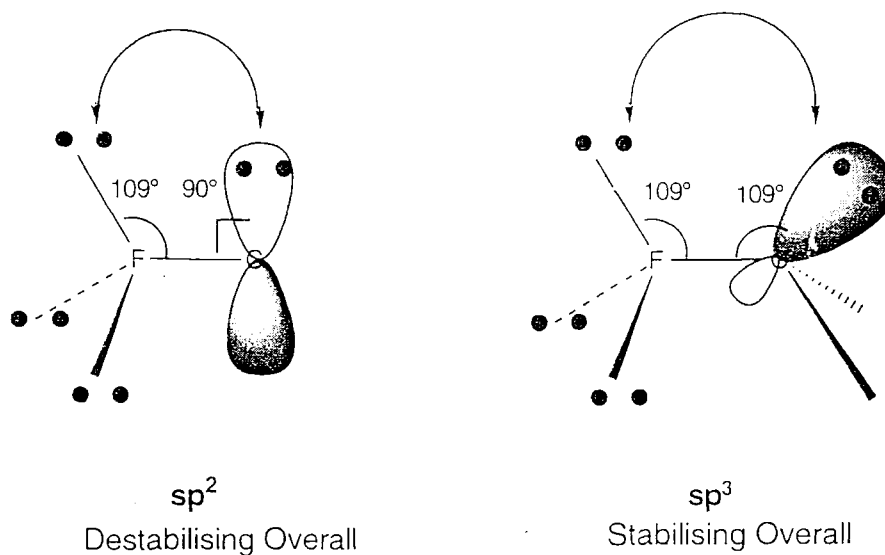 109° 90°
F C
sp²
Destabilising Overall
109° 109°
F C
sp³
Stabilising Overall